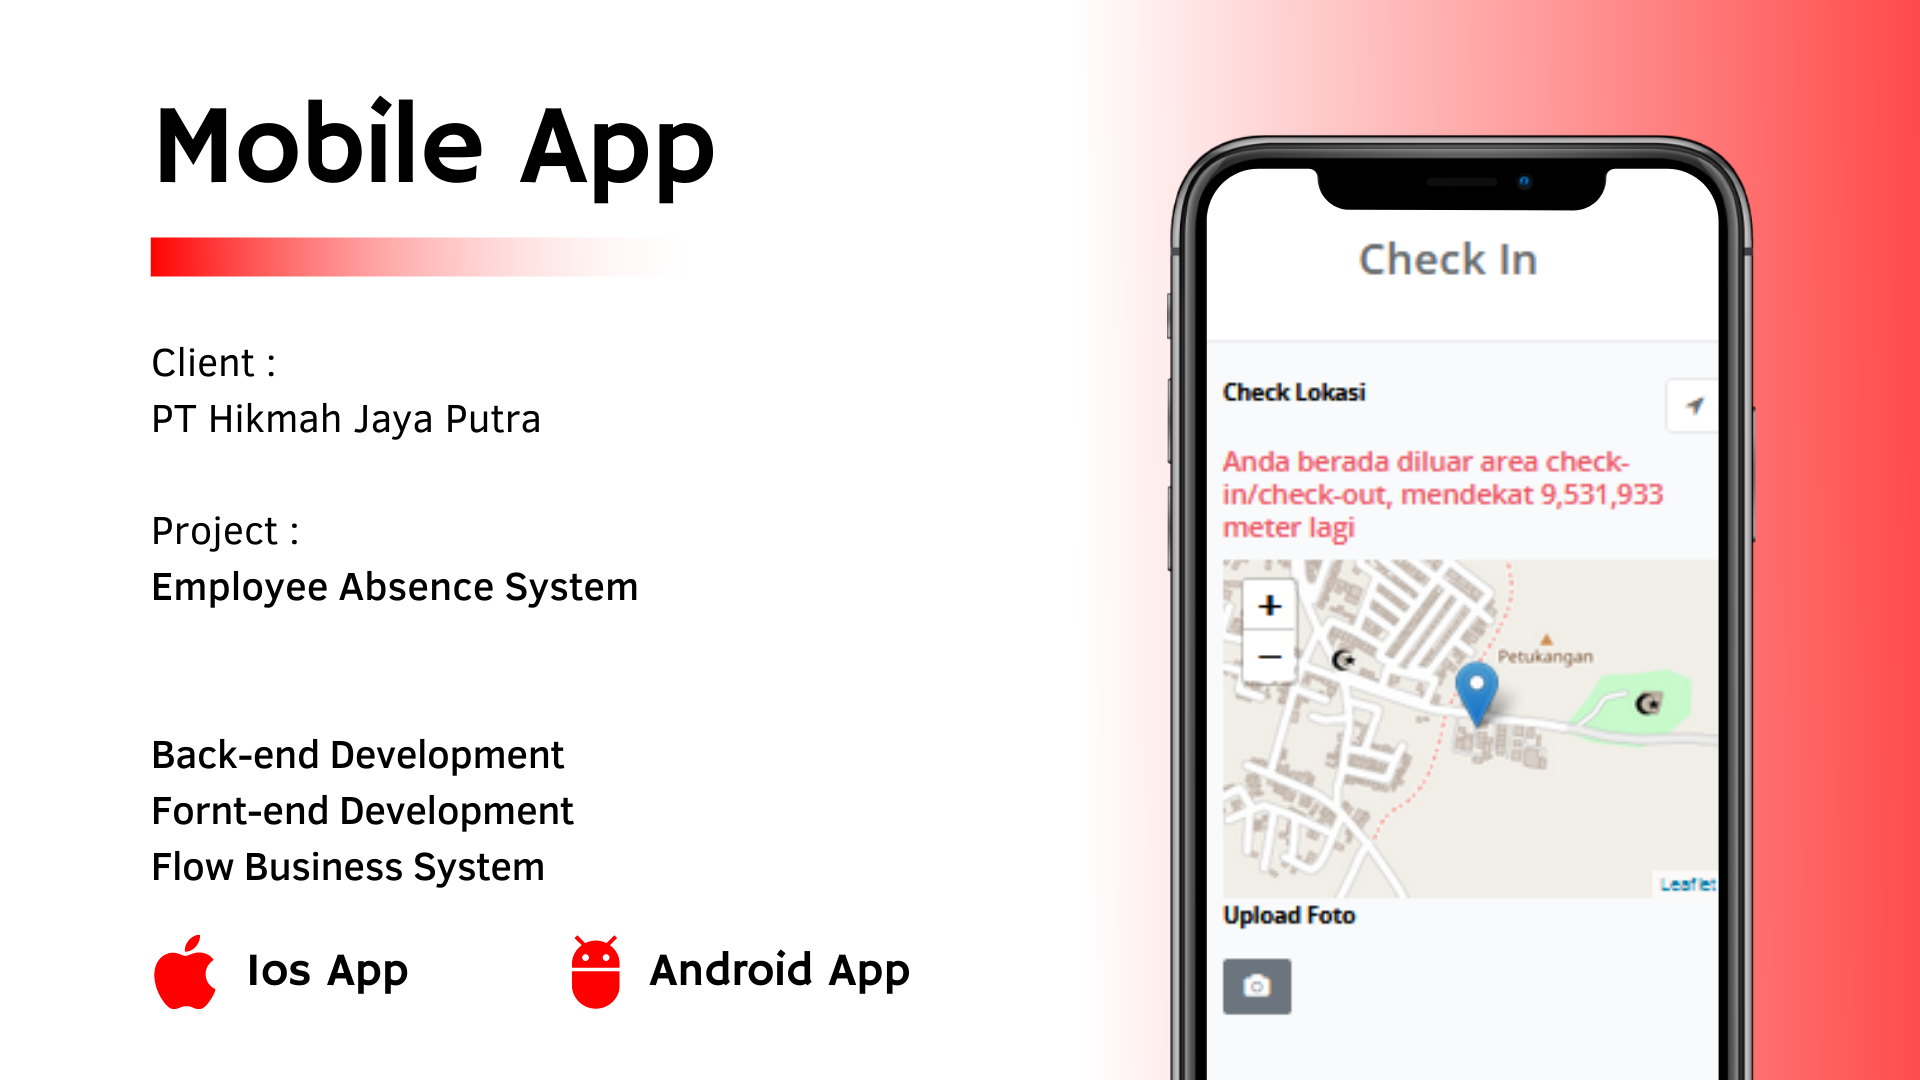 Mobile App
Client :
PT Hikmah Jaya Putra
Project :
Employee Absence System
Back-end Development
Fornt-end Development
Flow Business System
Ios App
Android App
Check In
Check Lokasi
Anda berada diluar area check-
in/check-out, mendekat 9,531,933
meter lagi
+
−
Petukangan
Leaflet
Upload Foto